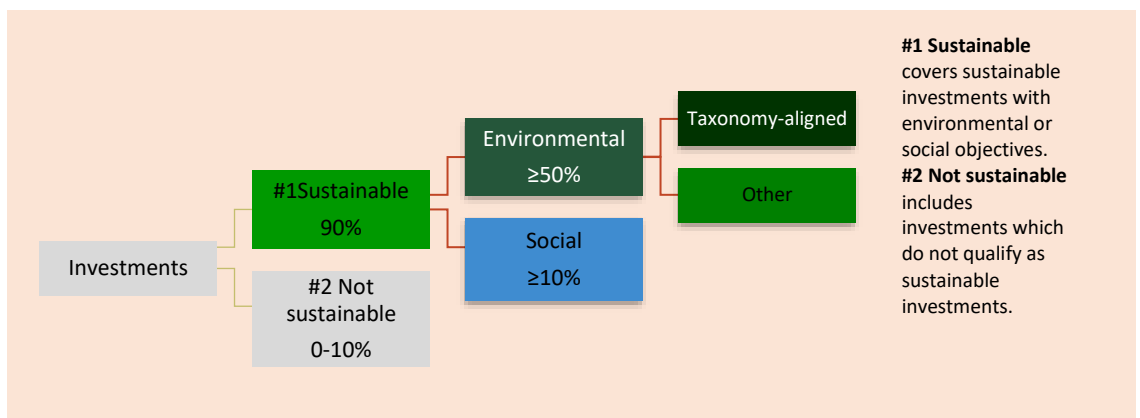 Investments
#1Sustainable
90%
#2 Not
sustainable
0-10%
Environmental
≥50%
Social
≥10%
Taxonomy-aligned
Other
#1 Sustainable
covers sustainable
investments with
environmental or
social objectives.
#2 Not sustainable
includes
investments which
do not qualify as
sustainable
investments.